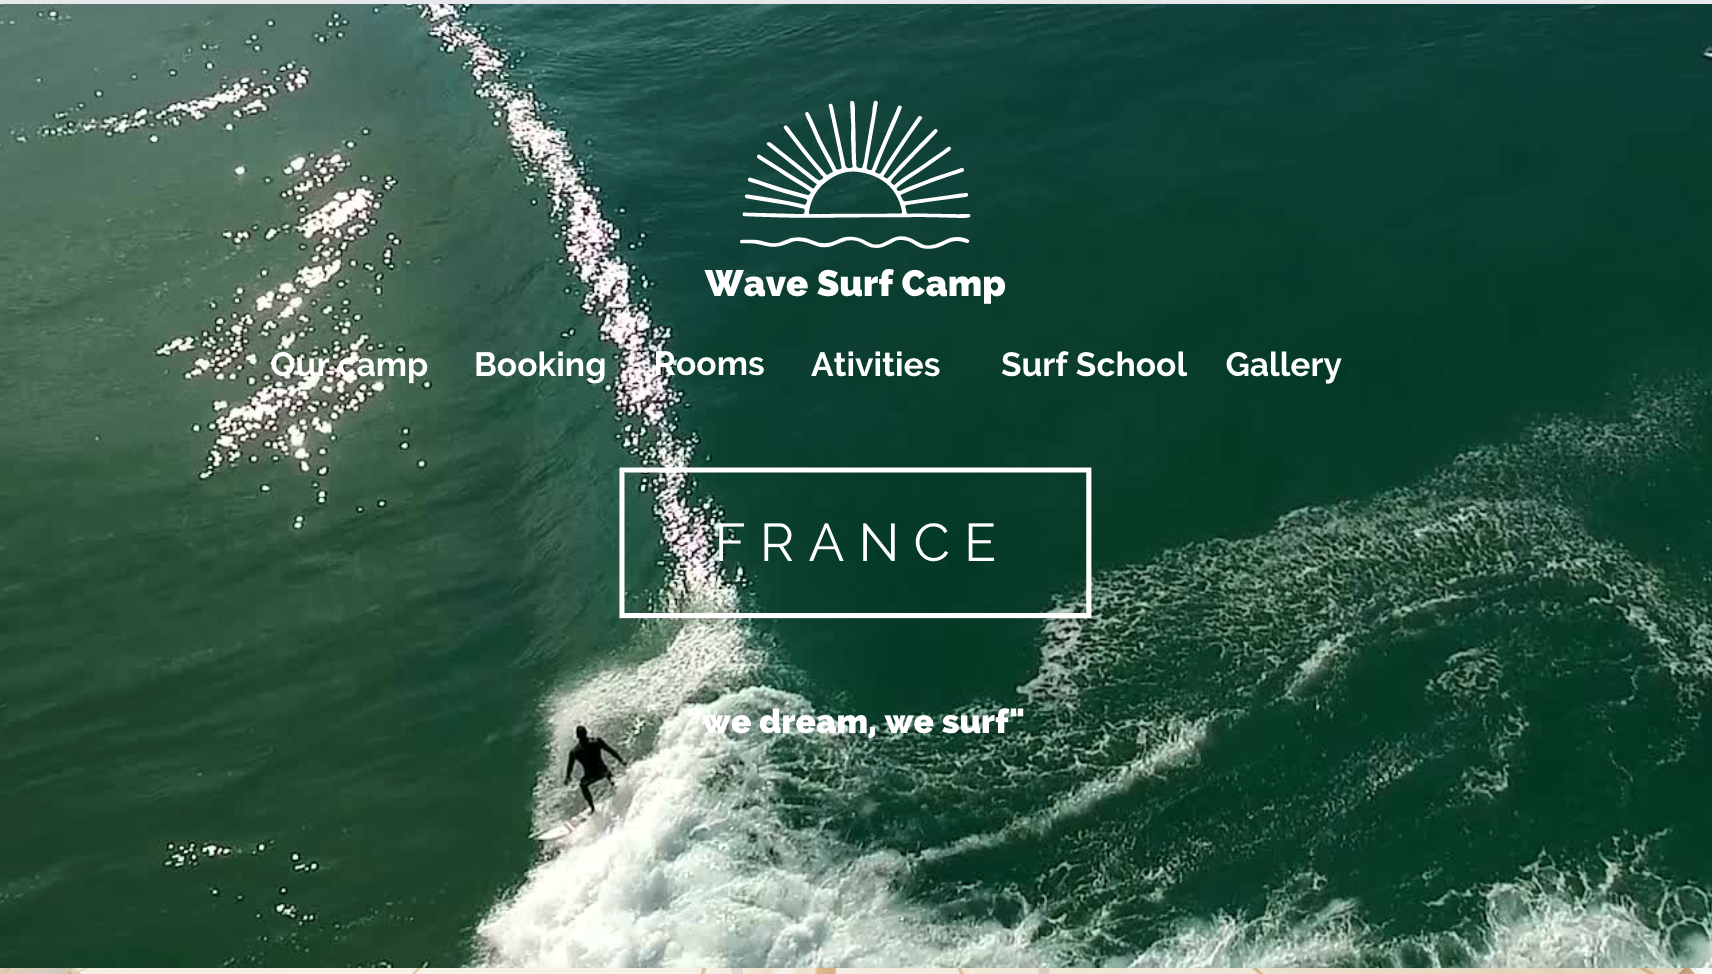 Wave Surf Camp
Our camp Booking Rooms Ativities Surf School Gallery
FRANCE
"we dream, we surf"